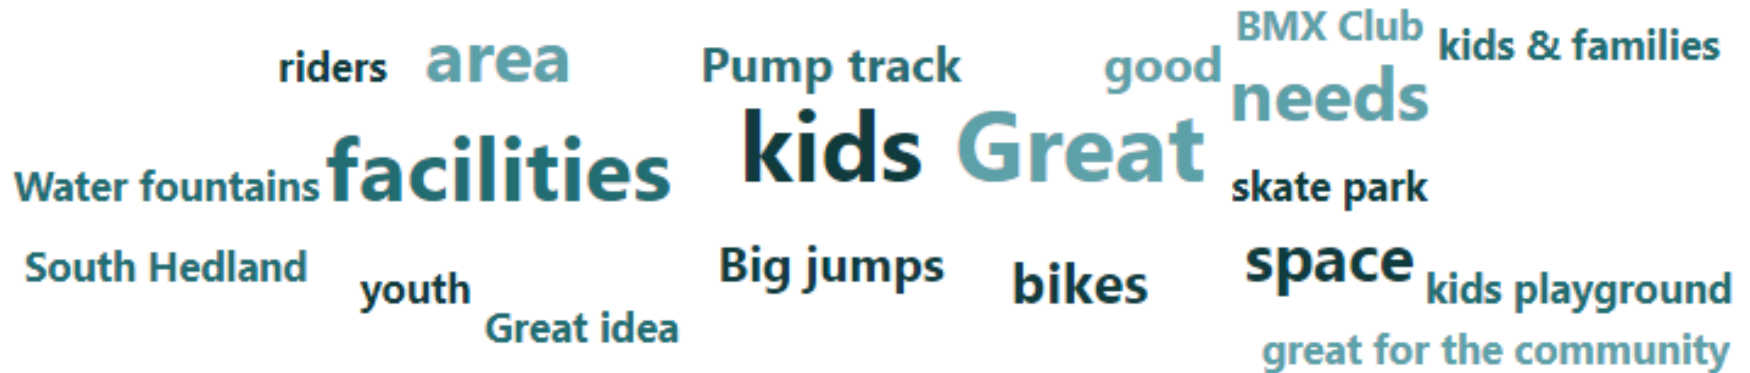 BMX Club
kids & families
riders
area
Pump track
good
needs
kids
Great
facilities
Water fountains
skate park
South Hedland
youth
Big jumps
bikes
space
kids playground
Great idea
great for the community